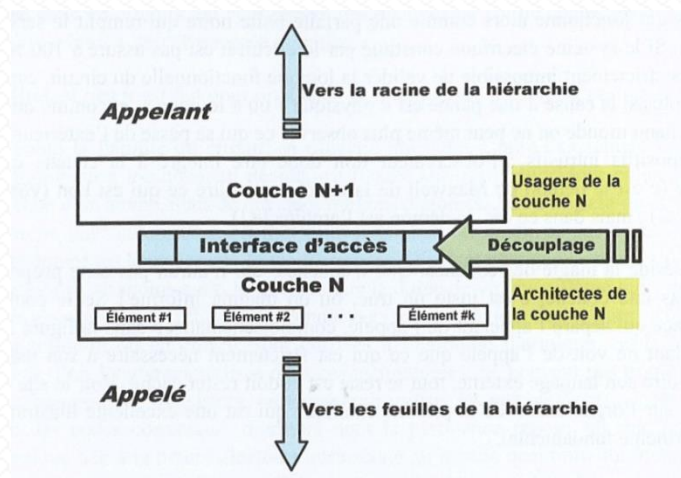 Vers la racine de la hiérarchie
Appelant
Couche N+1
Usagers de la
couche N
Interface d'accès
Découplage
Couche N
Élément #1
Élément #2
• • •
Élément #k
Architectes de
la couche N
Appelé
Vers les feuilles de la hiérarchie